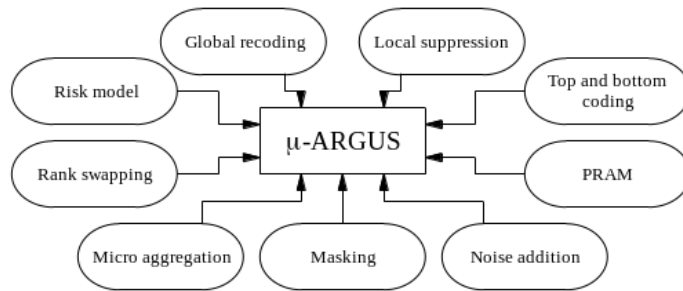 Global recoding
Local suppression
Risk model
Top and bottom
coding
μ-ARGUS
Rank swapping
PRAM
Micro aggregation
Masking
Noise addition